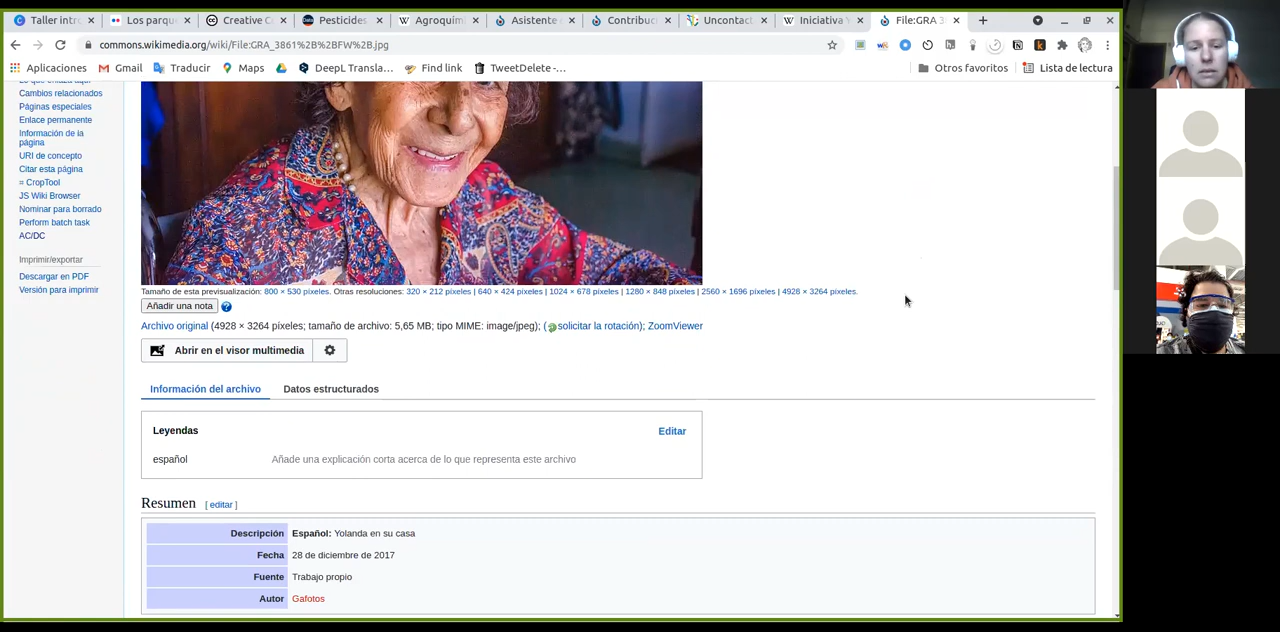 Taller intro
Los parque
Creative C
Pesticides
Agroquím
Asistente
Contribuc
Uncontac
Iniciativa
File:GRA_3
commons.wikimedia.org/wiki/File:GRA_3861%2B%2BFW%2B.jpg
Aplicaciones Gmail Traducir Maps DeepL Transla... Find link TweetDelete -... Otros favoritos Lista de lectura
Cambios relacionados
Páginas especiales
Enlace permanente
Información de la
página
URI de concepto
Citar esta página
= CropTool
JS Wiki Browser
Nominar para borrado
Perform batch task
AC/DC
Imprimir/exportar
Descargar en PDF
Versión para imprimir
Tamaño de esta previsualización: 800 × 530 píxeles. Otras resoluciones: 320 × 212 píxeles | 640 × 424 píxeles | 1024 × 678 píxeles | 1280 × 848 píxeles | 2560 × 1696 píxeles | 4928 × 3264 píxeles.
Añadir una nota
Archivo original (4928 × 3264 píxeles; tamaño de archivo: 5,65 MB; tipo MIME: image/jpeg); (solicitar la rotación); ZoomViewer
Abrir en el visor multimedia
Información del archivo Datos estructurados
Leyendas Editar
español Añade una explicación corta acerca de lo que representa este archivo
Resumen [ editar ]
Descripción Español: Yolanda en su casa
Fecha 28 de diciembre de 2017
Fuente Trabajo propio
Autor Gafotos